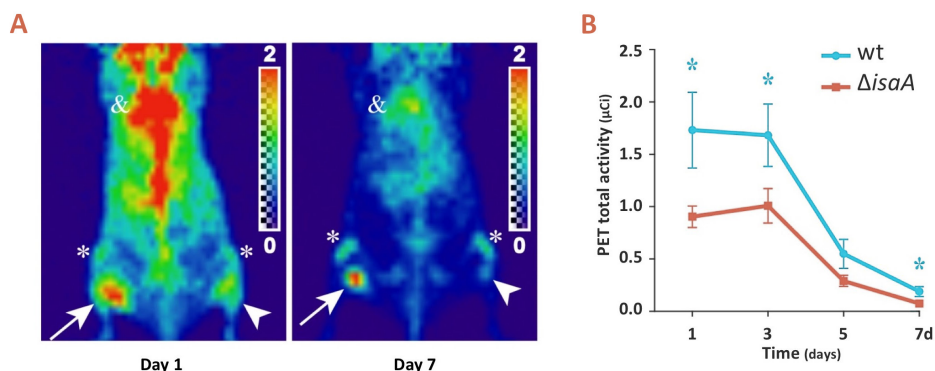 A
&
*
*
2
0
Day 1
&
*
*
2
0
Day 7
B
PET total activity (μCi)
2.5
2.0
1.5
1.0
0.5
0.0
*
*
*
wt
ΔisaA
1 3 5 7d
Time (days)